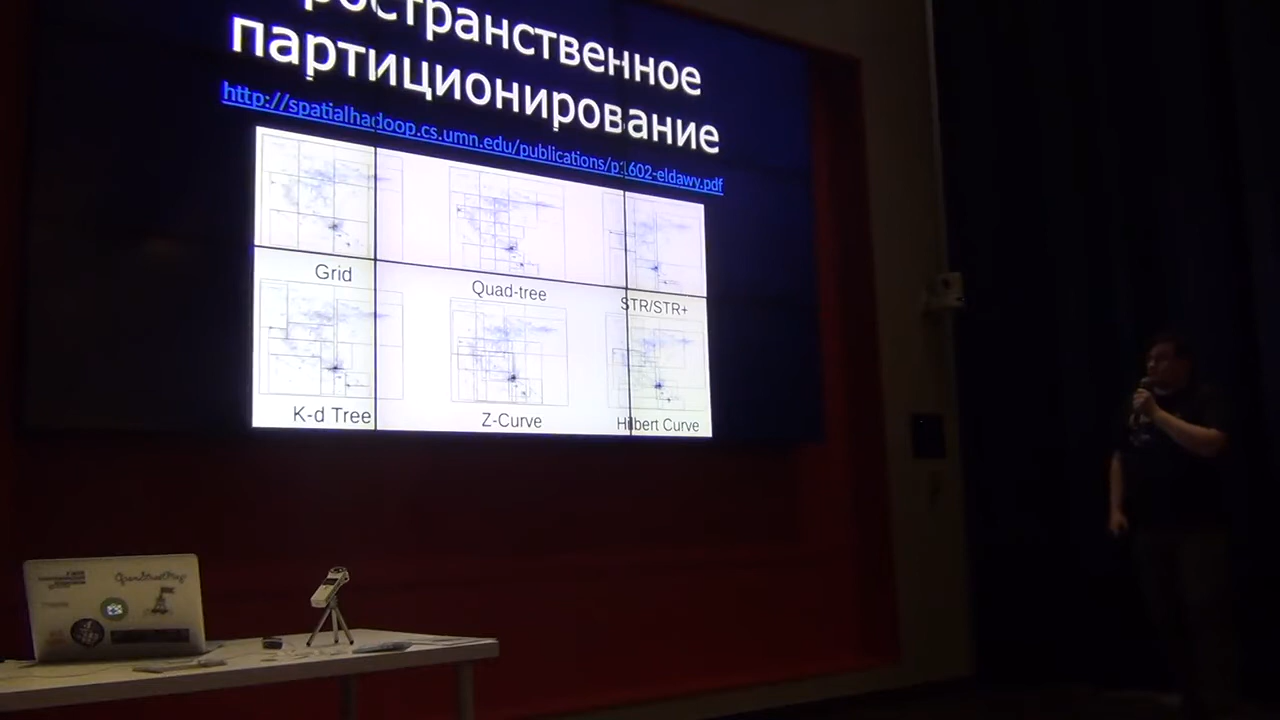 пространственное
партиционирование
http://spatialhadoop.cs.umn.edu/publications/p1602-eldawy.pdf
Grid
Quad-tree
STR/STR+
K-d Tree
Z-Curve
Hilbert Curve
OpenStreetMap